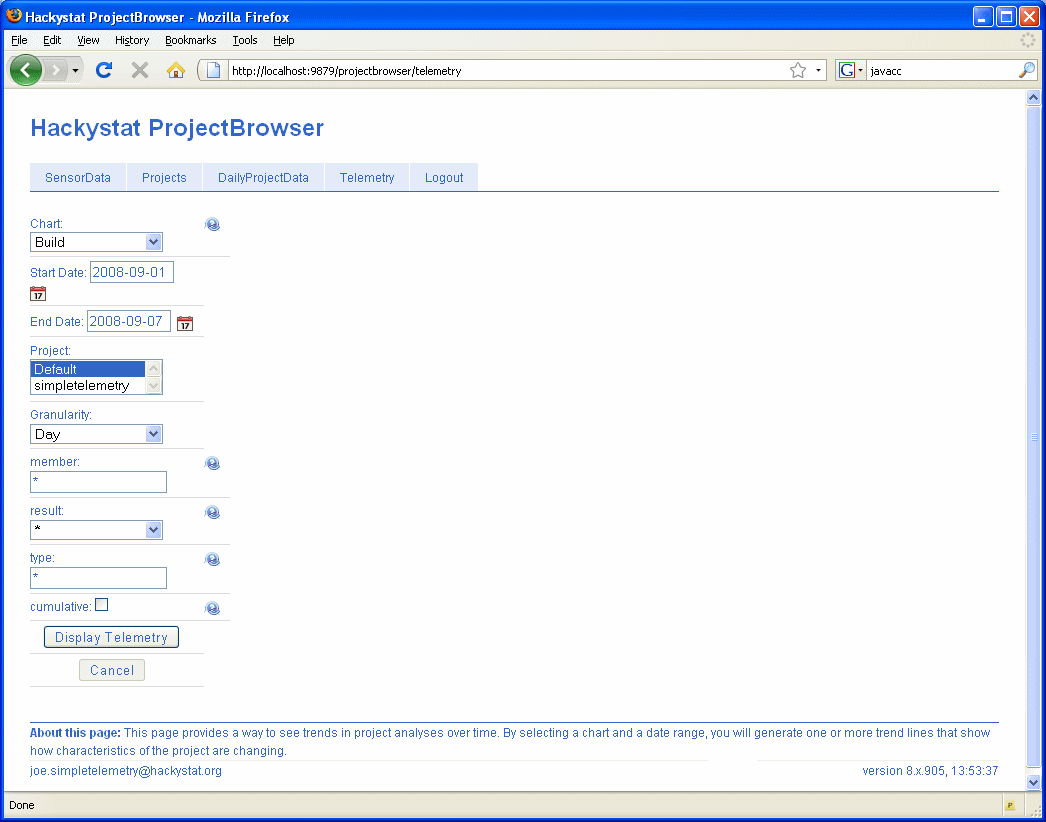 Hackystat ProjectBrowser - Mozilla Firefox
File Edit View History Bookmarks Tools Help
http://localhost:9879/projectbrowser/telemetry G javacc
Hackystat ProjectBrowser
SensorData Projects DailyProjectData Telemetry Logout
Chart:
Build
Start Date: 2008-09-01
17
End Date: 2008-09-07 17
Project:
Default
simpletelemetry
Granularity:
Day
member:
*
result:
*
type:
*
cumulative:
Display Telemetry
Cancel
About this page: This page provides a way to see trends in project analyses over time. By selecting a chart and a date range, you will generate one or more trend lines that show
how characteristics of the project are changing.
joe.simpletelemetry@hackystat.org version 8.x.905, 13:53:37
Done P